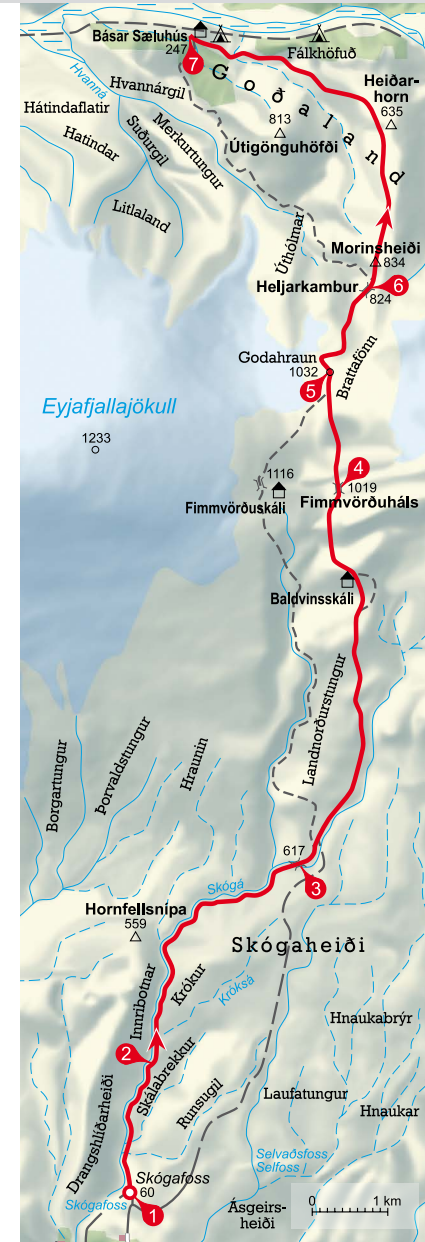 Básar Sæluhús
247
7
Fálkhöfuð
Hvanná
Hvannárgil
Goðaland
Heiðar-
horn
635
Hátindaflatir
Hatindar
Suðurgil
Merkurtungur
813
Útigönguhöfði
Litlaland
Úthólmar
Morinsheiði
834
Heljarkambur
6
824
Godahraun
1032
Brattafönn
5
Eyjafjallajökull
1233
4
1116
1019
Fimmvörðuskáli
Fimmvörðuháls
Baldvinsskáli
Landnorðurstungur
Borgartungur
Þorvaldstungur
Hraunin
617
Skógá
3
Hornfellsnípa
559
Skógaheiði
Innribotnar
Krókur
Króksá
Hnaukabrýr
2
Skálabrekkur
Runsugil
Laufatungur
Hnaukar
Drangshlíðarheiði
Selvaðsfoss
Selfoss
Skógafoss
60
Skógafoss
1
Ásgeirs-
heiði
0 1 km